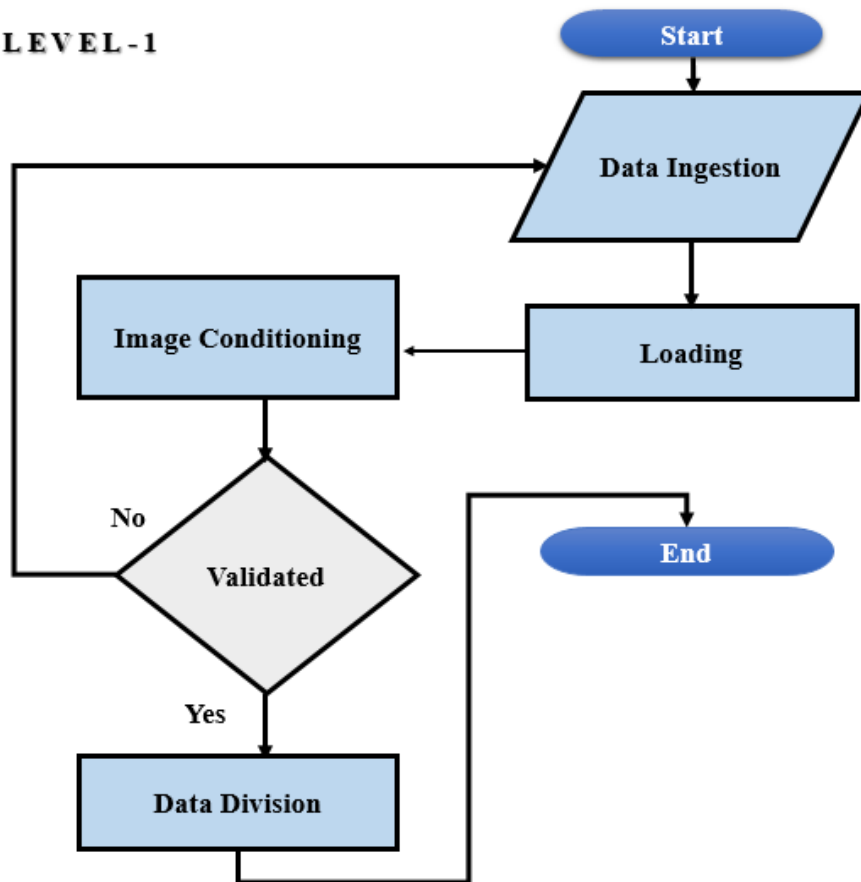 LEVEL-1
Start
Data Ingestion
Loading
Image Conditioning
No
Validated
End
Yes
Data Division